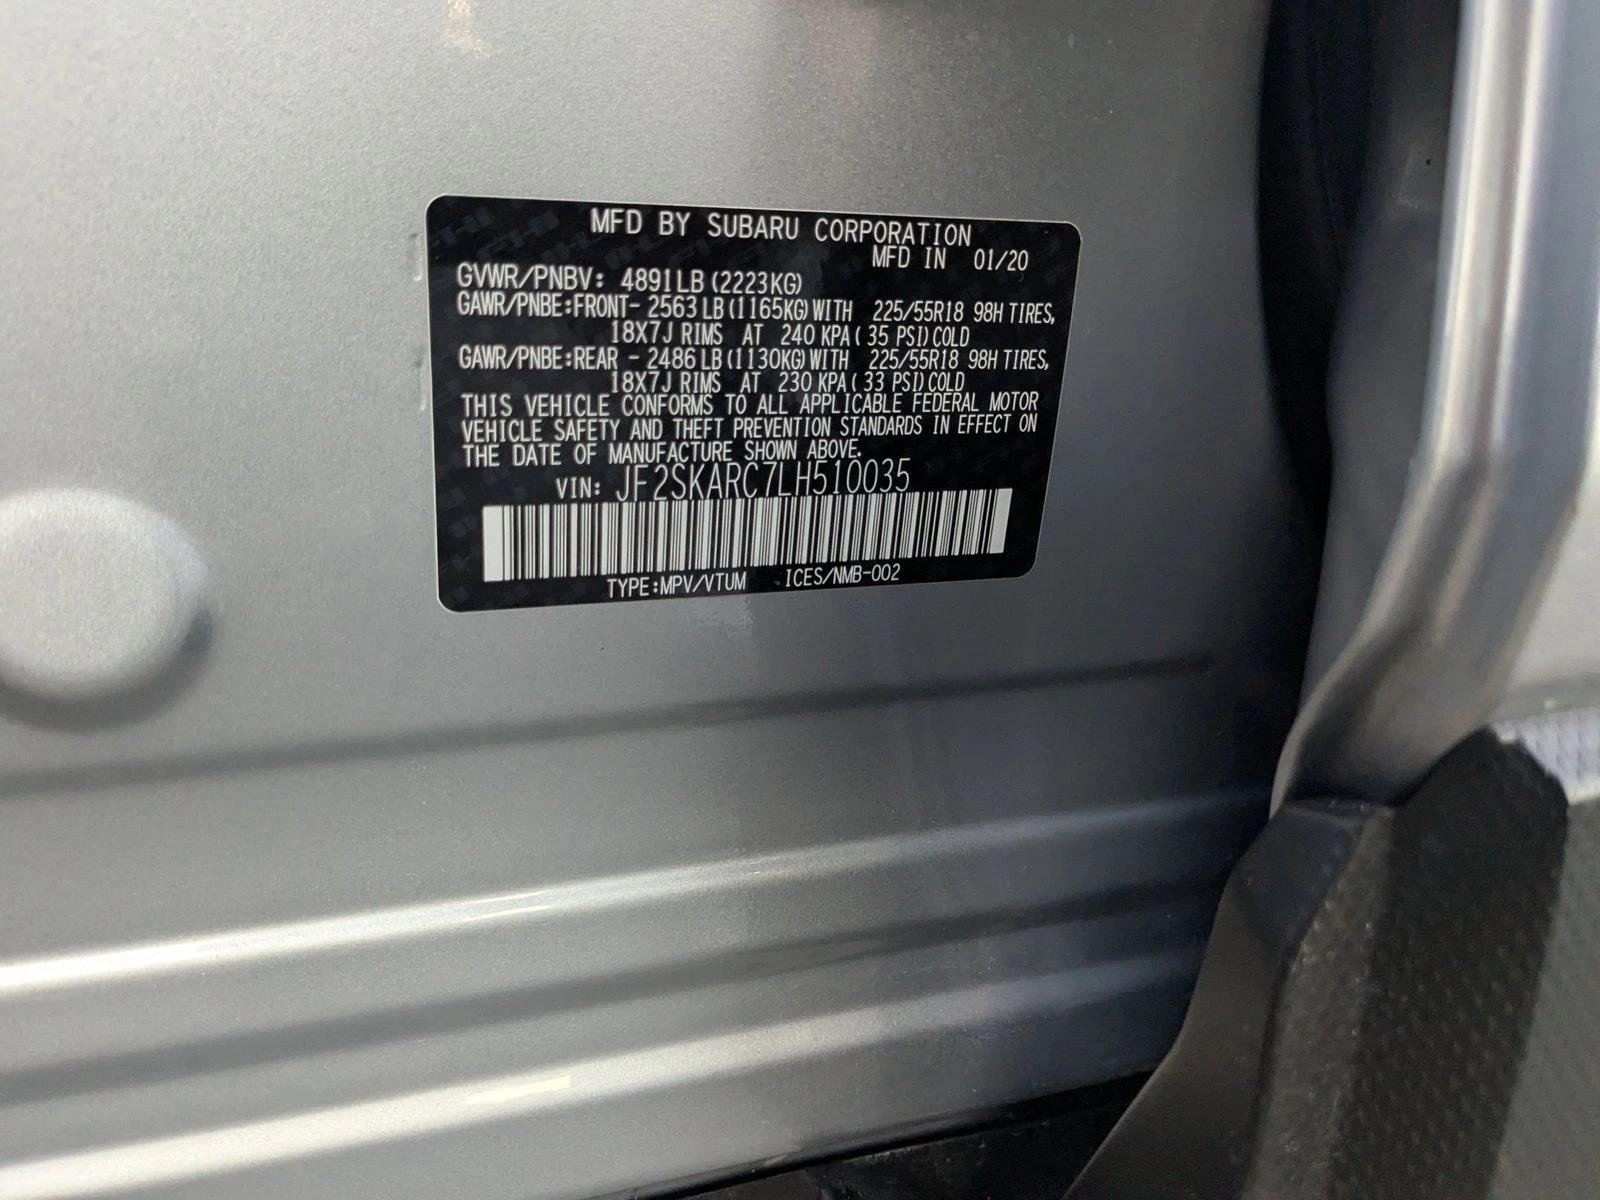 MFD BY SUBARU CORPORATION
MFD IN 01/20
GVWR/PNBV: 4891LB (2223KG)
GAWR/PNBE:FRONT- 2563 LB (1165KG) WITH 225/55R18 98H TIRES,
18X7J RIMS AT 240 KPA ( 35 PSI) COLD
GAWR/PNBE:REAR - 2486 LB (1130KG) WITH 225/55R18 98H TIRES,
18X7J RIMS AT 230 KPA ( 33 PSI) COLD
THIS VEHICLE CONFORMS TO ALL APPLICABLE FEDERAL MOTOR
VEHICLE SAFETY AND THEFT PREVENTION STANDARDS IN EFFECT ON
THE DATE OF MANUFACTURE SHOWN ABOVE.
VIN: JF2SKARC7LH510035
TYPE:MPV/VTUM ICES/NMB-002